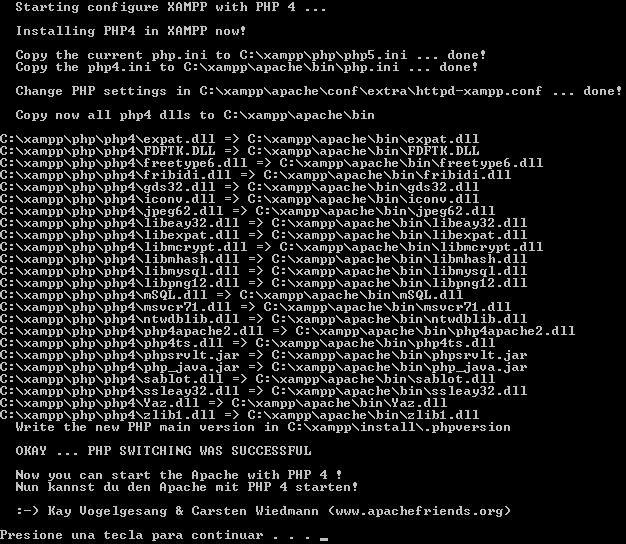 Starting configure XAMPP with PHP 4 ...
Installing PHP4 in XAMPP now!
Copy the current php.ini to C:\xampp\php\php5.ini ... done!
Copy the php4.ini to C:\xampp\apache\bin\php.ini ... done!
Change PHP settings in C:\xampp\apache\conf\extra\httpd-xampp.conf ... done!
Copy now all php4 dlls to C:\xampp\apache\bin
C:\xampp\php\php4\expat.dll => C:\xampp\apache\bin\expat.dll
C:\xampp\php\php4\FDFTK.DLL => C:\xampp\apache\bin\FDFTK.DLL
C:\xampp\php\php4\freetype6.dll => C:\xampp\apache\bin\freetype6.dll
C:\xampp\php\php4\fribidi.dll => C:\xampp\apache\bin\fribidi.dll
C:\xampp\php\php4\gds32.dll => C:\xampp\apache\bin\gds32.dll
C:\xampp\php\php4\iconv.dll => C:\xampp\apache\bin\iconv.dll
C:\xampp\php\php4\jpeg62.dll => C:\xampp\apache\bin\jpeg62.dll
C:\xampp\php\php4\libeay32.dll => C:\xampp\apache\bin\libeay32.dll
C:\xampp\php\php4\libexpat.dll => C:\xampp\apache\bin\libexpat.dll
C:\xampp\php\php4\libmcrypt.dll => C:\xampp\apache\bin\libmcrypt.dll
C:\xampp\php\php4\libmhash.dll => C:\xampp\apache\bin\libmhash.dll
C:\xampp\php\php4\libmysql.dll => C:\xampp\apache\bin\libmysql.dll
C:\xampp\php\php4\libpng12.dll => C:\xampp\apache\bin\libpng12.dll
C:\xampp\php\php4\mSQL.dll => C:\xampp\apache\bin\mSQL.dll
C:\xampp\php\php4\msvcr71.dll => C:\xampp\apache\bin\msvcr71.dll
C:\xampp\php\php4\ntwdblib.dll => C:\xampp\apache\bin\ntwdblib.dll
C:\xampp\php\php4\php4apache2.dll => C:\xampp\apache\bin\php4apache2.dll
C:\xampp\php\php4\php4ts.dll => C:\xampp\apache\bin\php4ts.dll
C:\xampp\php\php4\phpsrvlt.jar => C:\xampp\apache\bin\phpsrvlt.jar
C:\xampp\php\php4\php_java.jar => C:\xampp\apache\bin\php_java.jar
C:\xampp\php\php4\sablot.dll => C:\xampp\apache\bin\sablot.dll
C:\xampp\php\php4\ssleay32.dll => C:\xampp\apache\bin\ssleay32.dll
C:\xampp\php\php4\Yaz.dll => C:\xampp\apache\bin\Yaz.dll
C:\xampp\php\php4\zlib1.dll => C:\xampp\apache\bin\zlib1.dll
Write the new PHP main version in C:\xampp\install\.phpversion
OKAY ... PHP SWITCHING WAS SUCCESSFUL
Now you can start the Apache with PHP 4 !
Nun kannst du den Apache mit PHP 4 starten!
:-) Kay Vogelgesang & Carsten Wiedmann (www.apachefriends.org)
Presione una tecla para continuar . . . _